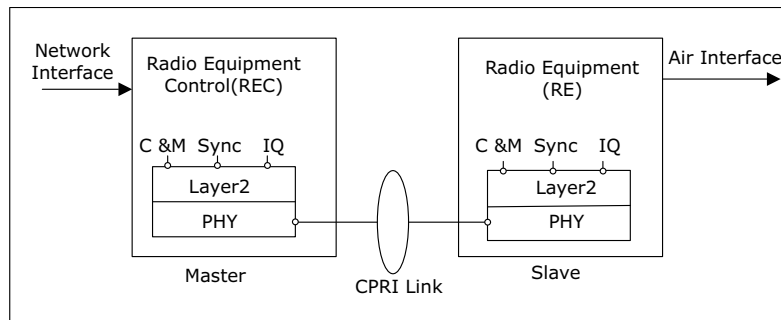 Network
Interface
Radio Equipment
Control(REC)
C &M Sync IQ
Layer2
PHY
Master
CPRI Link
Radio Equipment
(RE)
C &M Sync IQ
Layer2
PHY
Slave
Air Interface